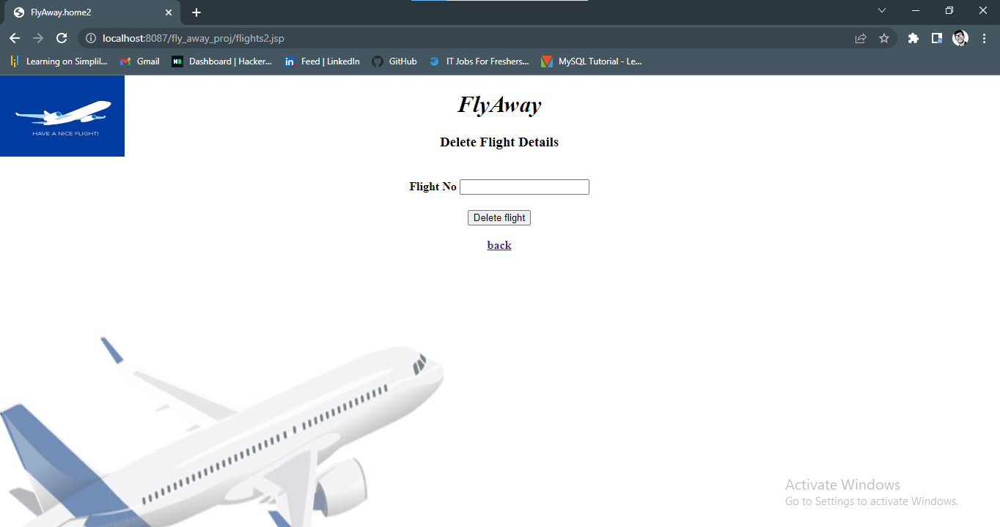 FlyAway.home2
localhost:8087/fly_away_proj/flights2.jsp
Learning on Simplil... Gmail Dashboard | Hacker... Feed | LinkedIn GitHub IT Jobs For Freshers... MySQL Tutorial - Le...
HAVE A NICE FLIGHT!
FlyAway
Delete Flight Details
Flight No
Delete flight
back
Activate Windows
Go to Settings to activate Windows.